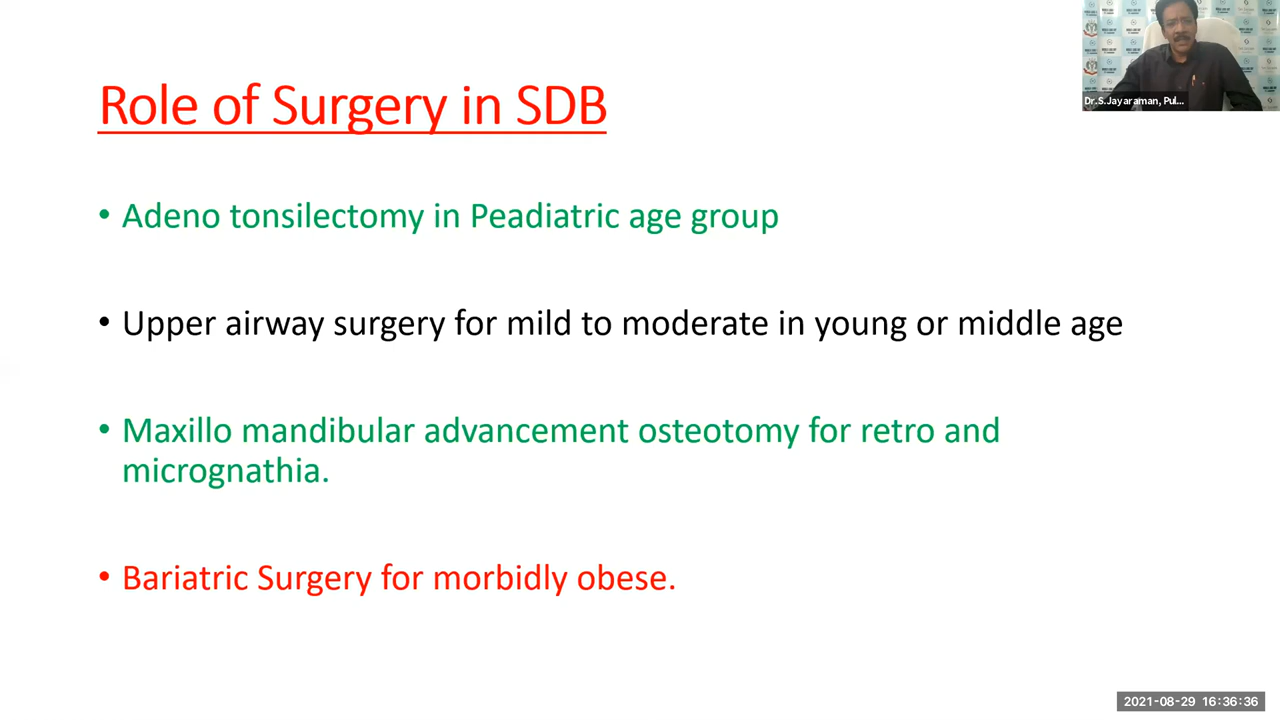 Role of Surgery in SDB
Dr.S.Jayaraman, Pul...
• Adeno tonsilectomy in Peadiatric age group
• Upper airway surgery for mild to moderate in young or middle age
• Maxillo mandibular advancement osteotomy for retro and
micrognathia.
• Bariatric Surgery for morbidly obese.
2021-08-29 16:36:36